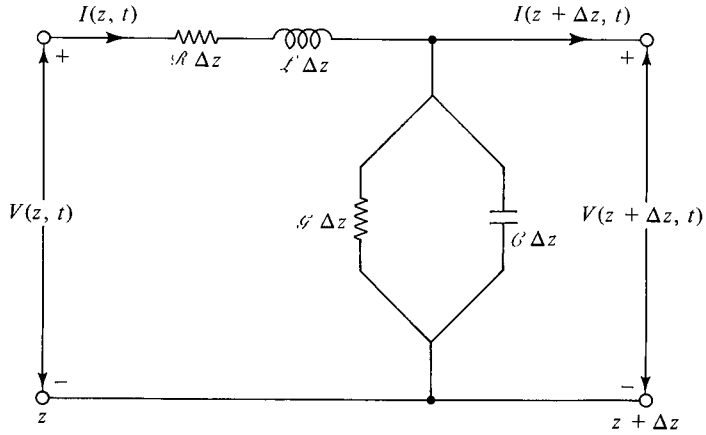 I(z, t)
I(z + Δz, t)
+
ℛ Δz
ℒ Δz
+
V(z, t)
𝒢 Δz
𝒞 Δz
V(z + Δz, t)
−
−
z
z + Δz